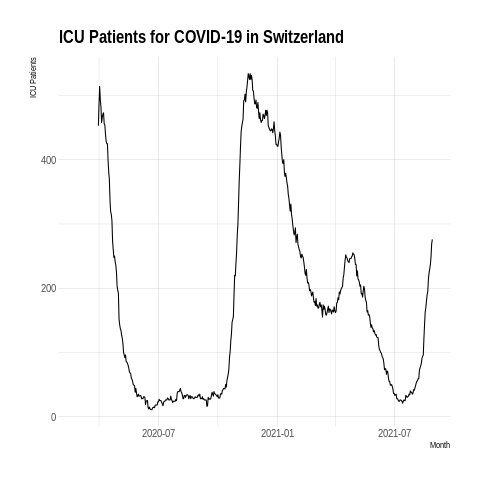 ICU Patients for COVID-19 in Switzerland
ICU Patients
400
200
0
2020-07
2021-01
2021-07
Month